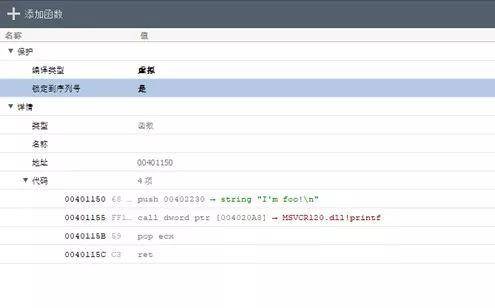 添加函数
名称 值
保护
编译类型 虚拟
锁定到序列号 是
详情
类型 函数
名称
地址 00401150
代码 4 项
00401150 68 ... push 00402230 → string "I'm foo!\n"
00401155 FF1... call dword ptr [004020A8] → MSVCR120.dll!printf
0040115B 59 pop ecx
0040115C C3 ret